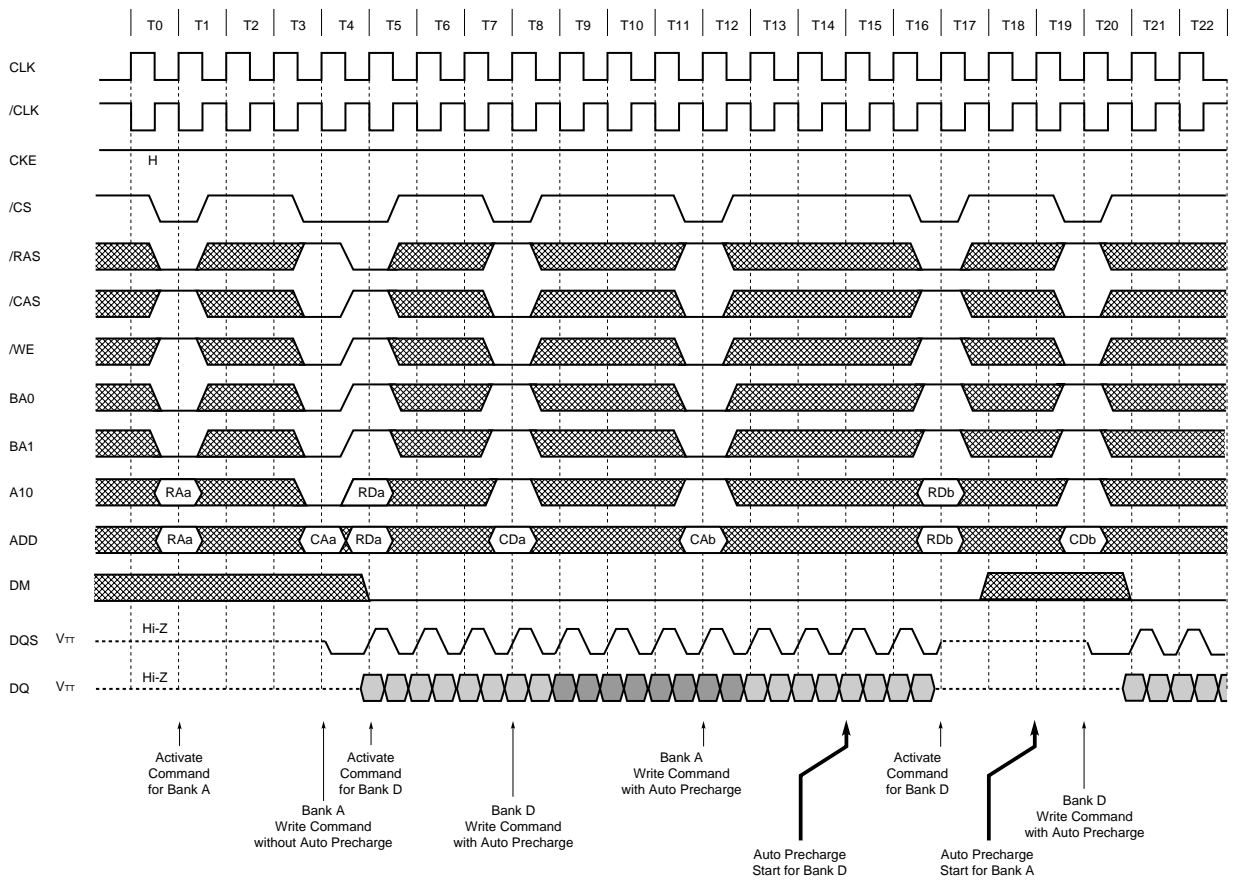 T0 T1 T2 T3 T4 T5 T6 T7 T8 T9 T10 T11 T12 T13 T14 T15 T16 T17 T18 T19 T20 T21 T22
CLK
/CLK
CKE H
/CS
/RAS
/CAS
/WE
BA0
BA1
A10 RAa RDa RDb
ADD RAa CAa RDa CDa CAb RDb CDb
DM
DQS VTT Hi-Z
DQ VTT Hi-Z
Activate
Command
for Bank A
Bank A
Write Command
without Auto Precharge
Activate
Command
for Bank D
Bank D
Write Command
with Auto Precharge
Bank A
Write Command
with Auto Precharge
Auto Precharge
Start for Bank D
Activate
Command
for Bank D
Auto Precharge
Start for Bank A
Bank D
Write Command
with Auto Precharge